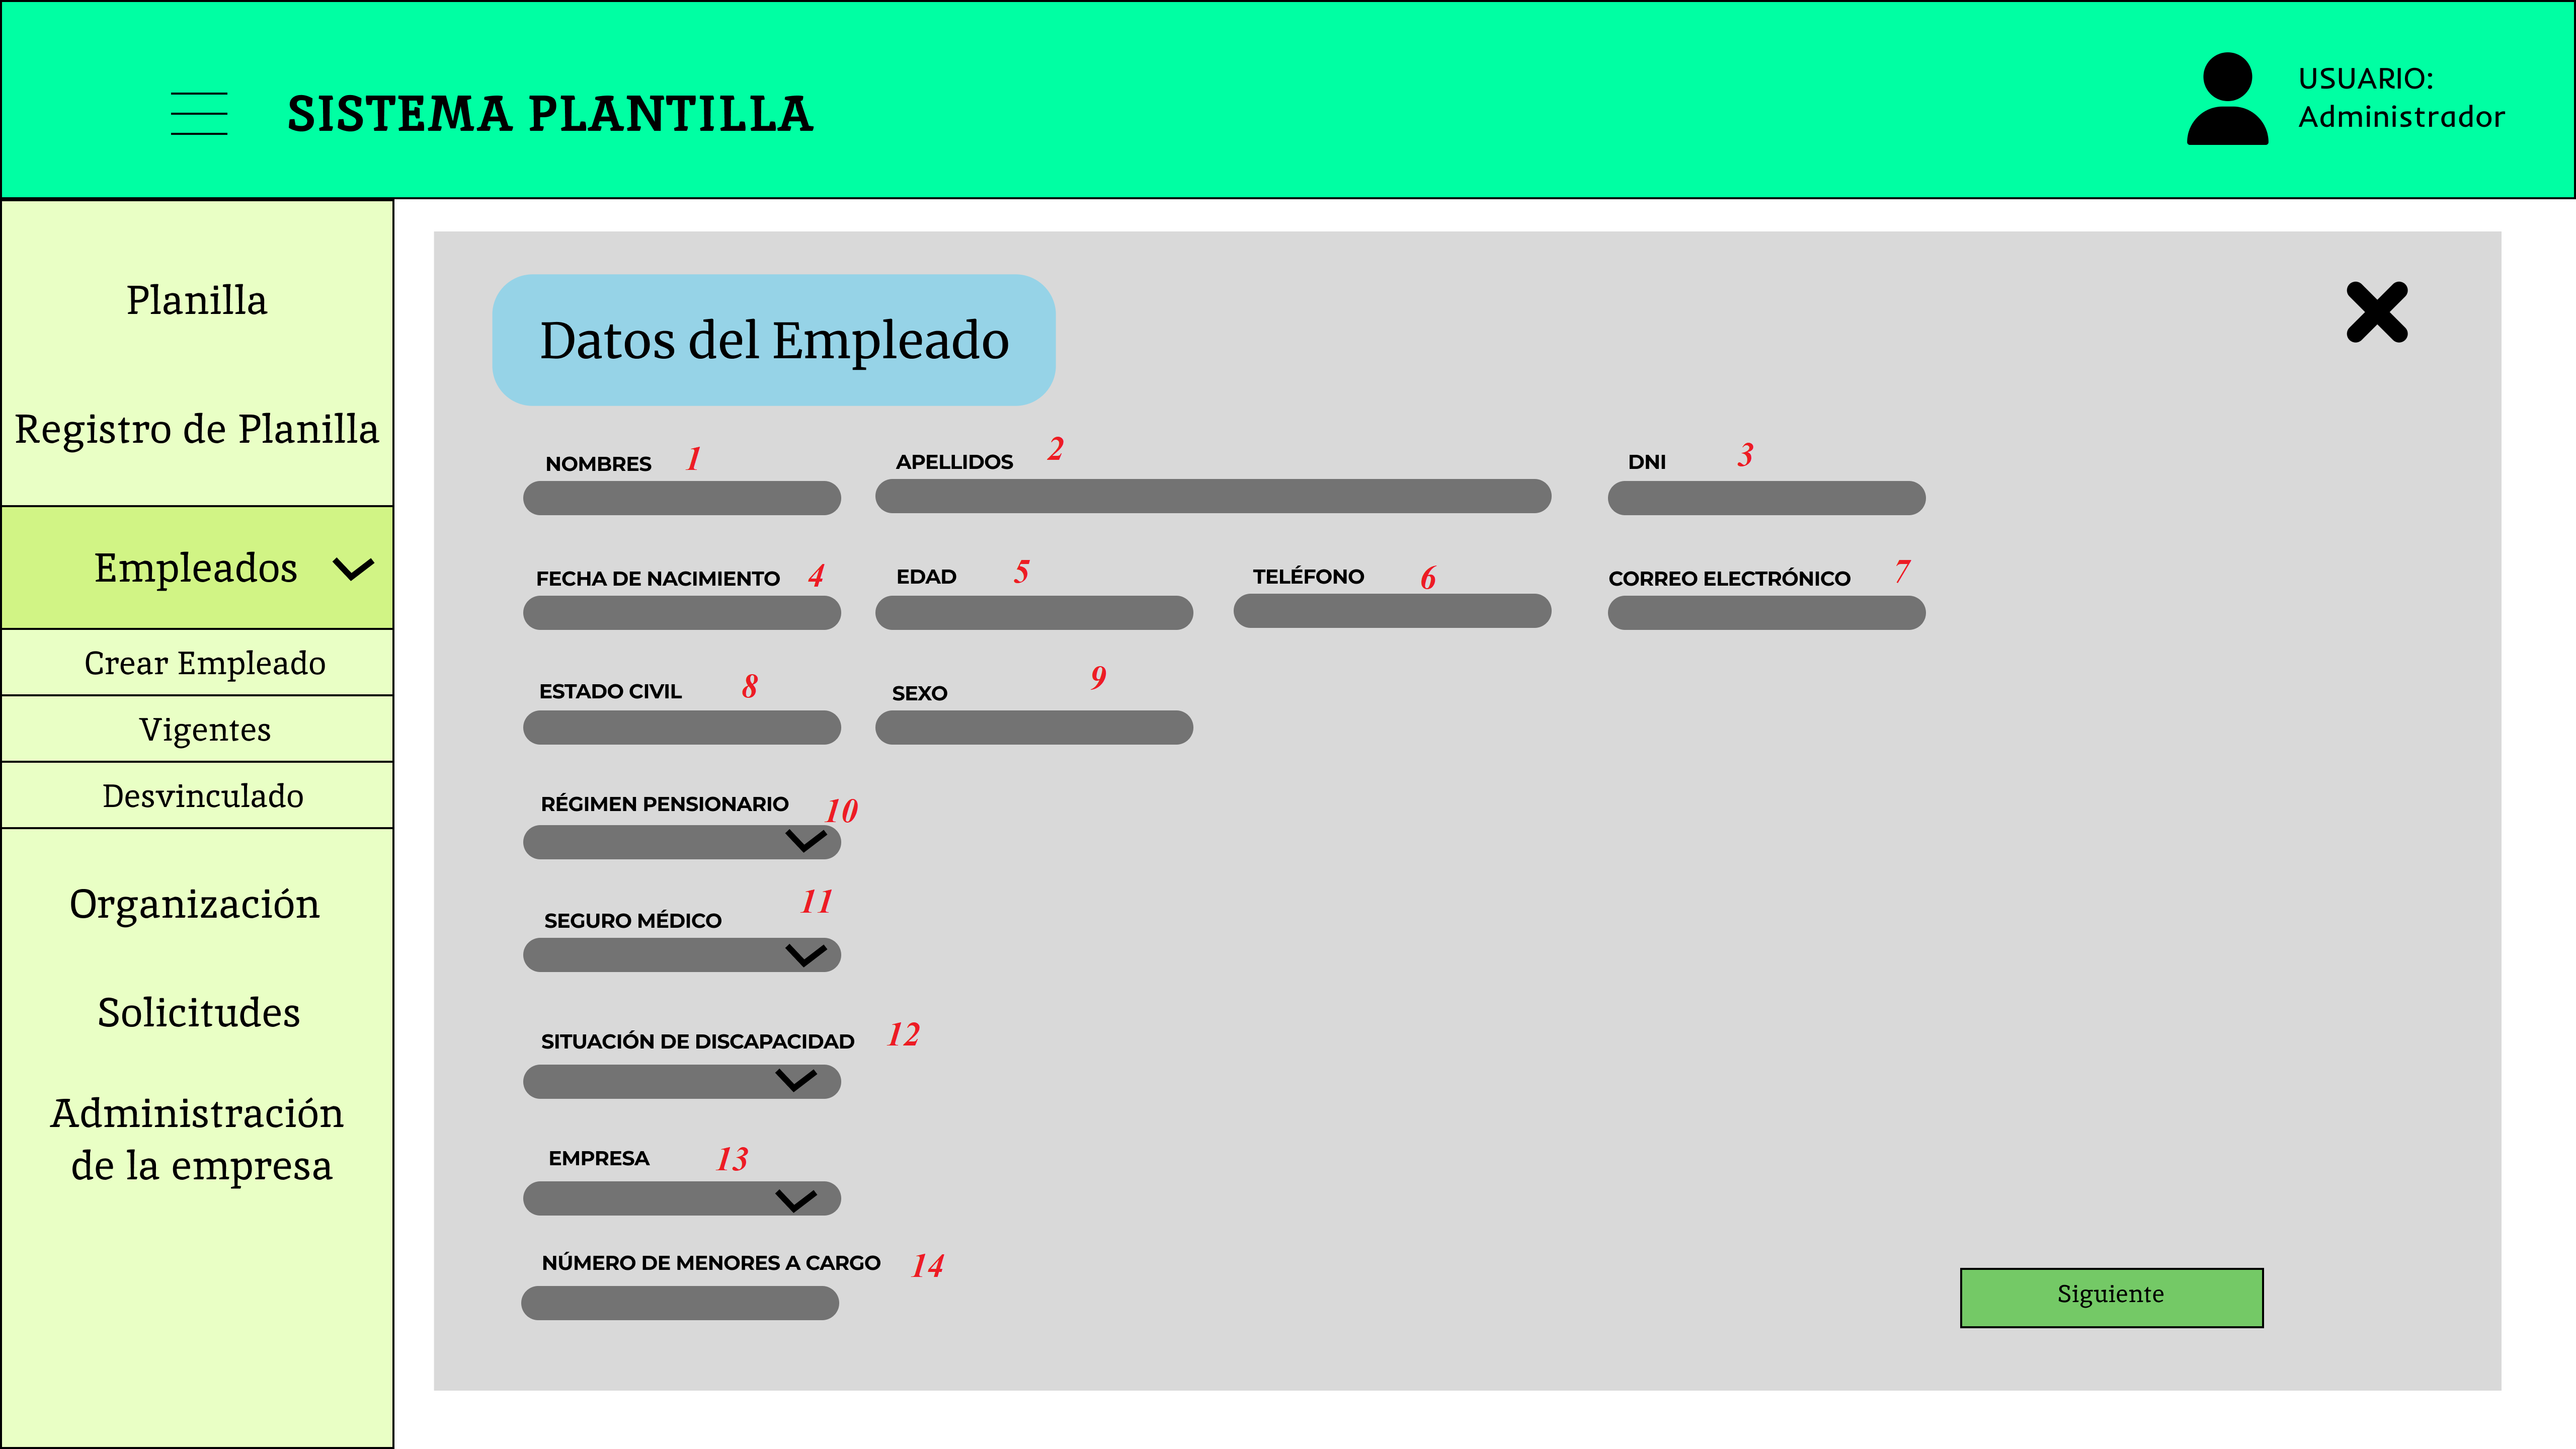 SISTEMA PLANTILLA
USUARIO:
Administrador
Planilla
Registro de Planilla
Empleados
Crear Empleado
Vigentes
Desvinculado
Organización
Solicitudes
Administración
de la empresa
Datos del Empleado
NOMBRES 1
APELLIDOS 2
DNI 3
FECHA DE NACIMIENTO 4
EDAD 5
TELÉFONO 6
CORREO ELECTRÓNICO 7
ESTADO CIVIL 8
SEXO 9
RÉGIMEN PENSIONARIO 10
SEGURO MÉDICO 11
SITUACIÓN DE DISCAPACIDAD 12
EMPRESA 13
NÚMERO DE MENORES A CARGO 14
Siguiente